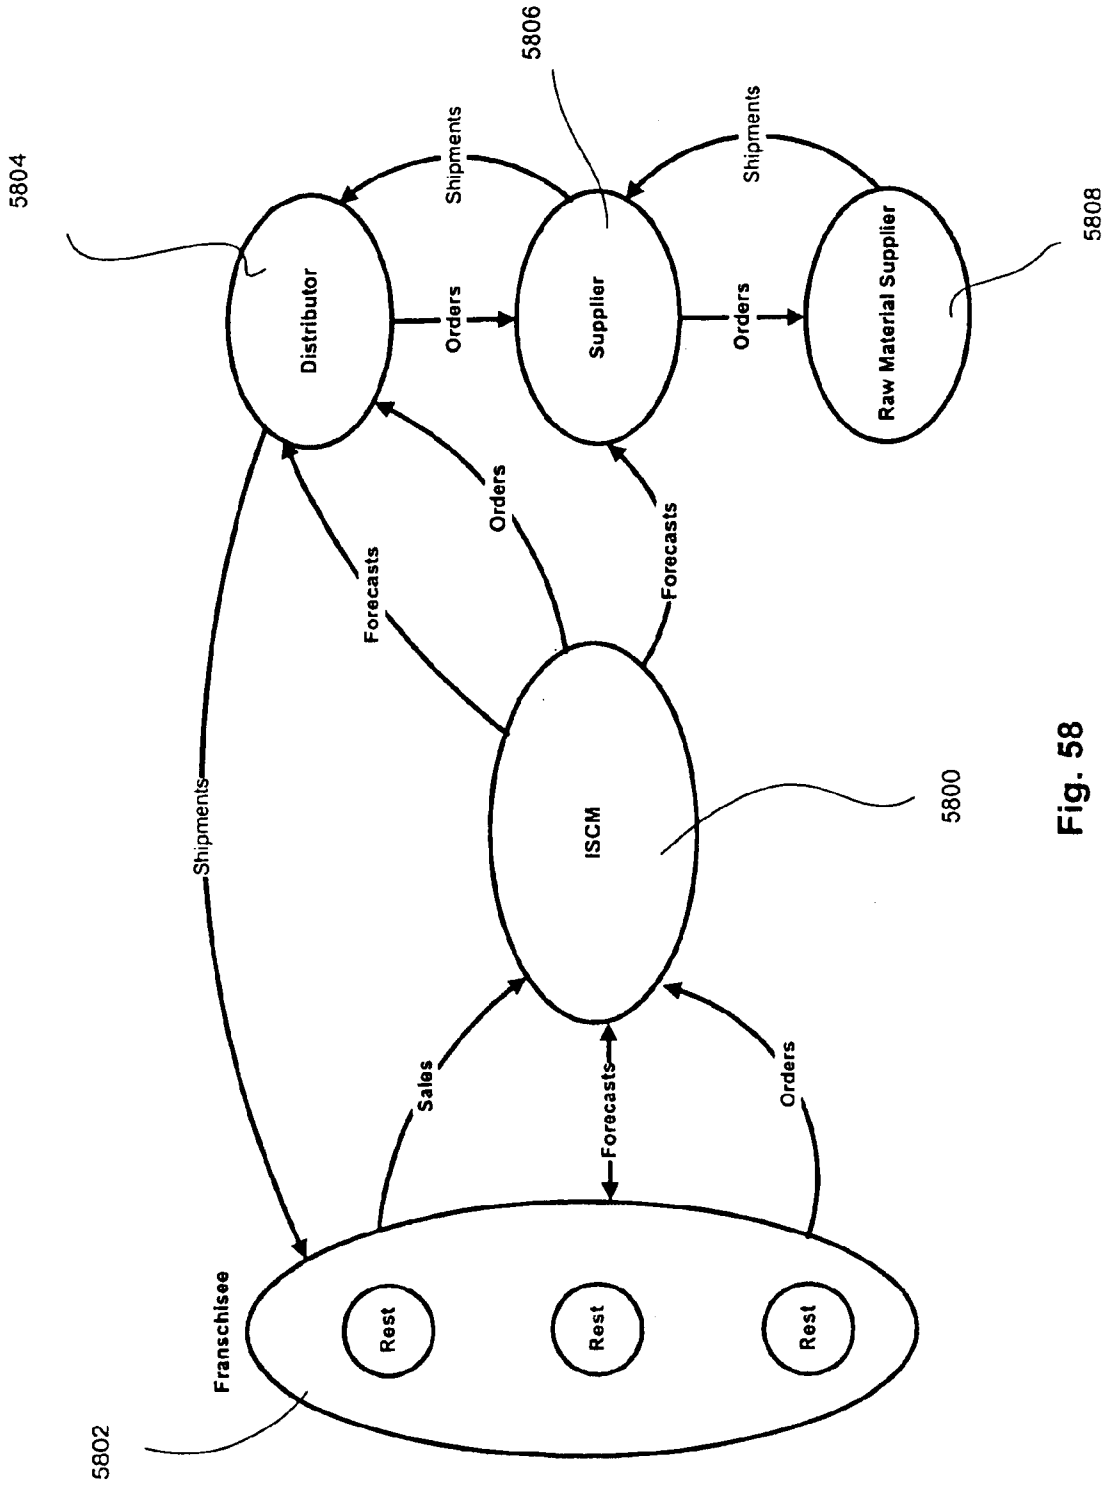 5802
Franschisee
Rest
Rest
Rest
Shipments
Sales
Forecasts
Orders
ISCM
5800
Forecasts
Orders
Forecasts
5804
Distributor
Orders
Shipments
5806
Supplier
Orders
Shipments
Raw Material Supplier
5808
Fig. 58